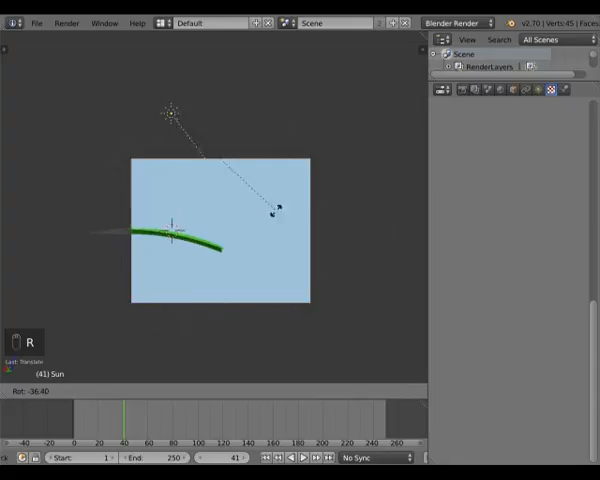 File Render Window Help Default Scene 2 Blender Render v2.70 | Verts:45 | Faces:
View Search All Scenes
Scene
RenderLayers
R
Last: Translate
(41) Sun
Rot: -36.40
-40 -20 0 20 40 60 80 100 120 140 160 180 200 220 240 260
ck Start: 1 End: 250 41 No Sync